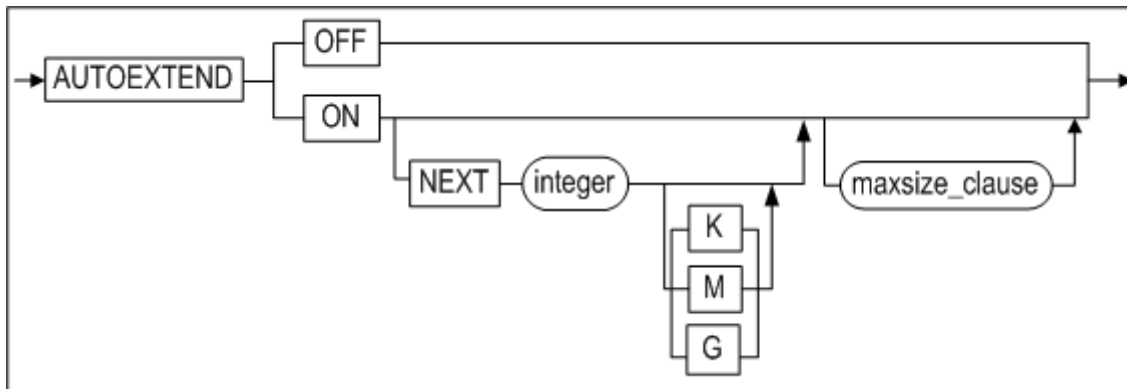 OFF
AUTOEXTEND
ON
NEXT integer maxsize_clause
K
M
G